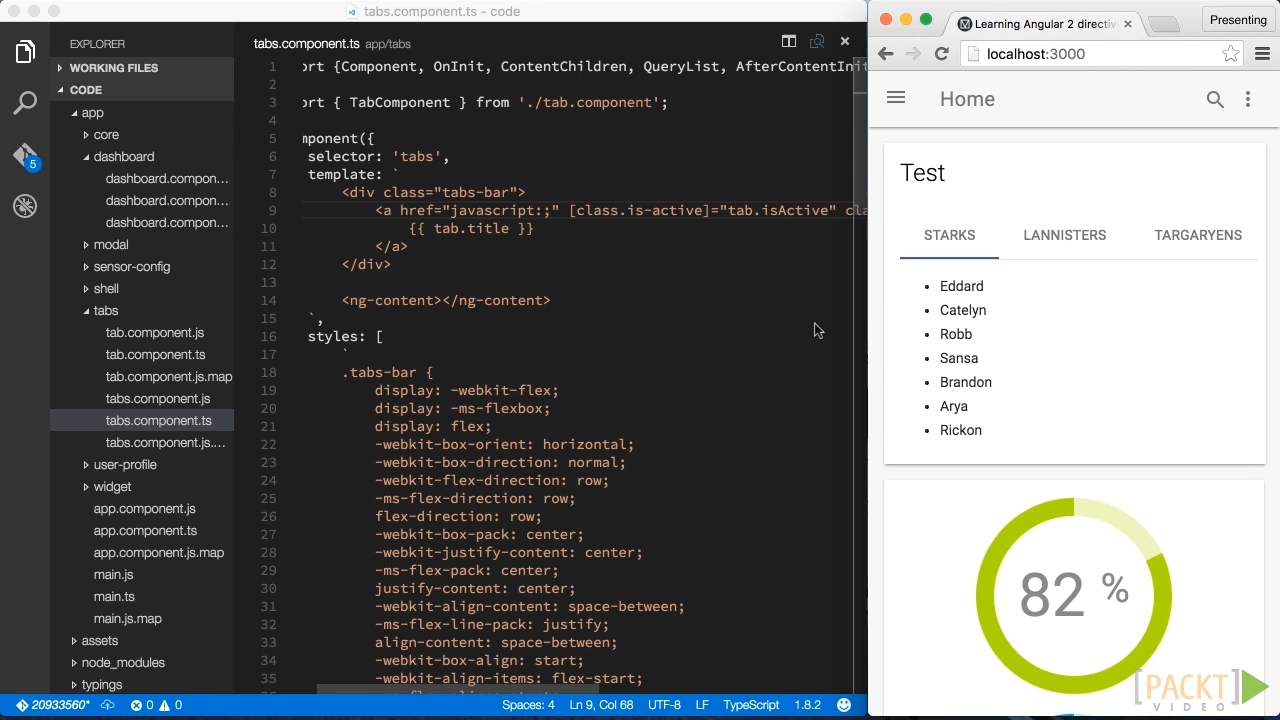 tabs.component.ts - code
EXPLORER
WORKING FILES
CODE
app
core
dashboard
dashboard.compon...
dashboard.compon...
dashboard.compon...
modal
sensor-config
shell
tabs
tab.component.js
tab.component.ts
tab.component.js.map
tabs.component.js
tabs.component.ts
tabs.component.js....
user-profile
widget
app.component.js
app.component.ts
app.component.js.map
main.js
main.ts
main.js.map
assets
node_modules
typings
5
tabs.component.ts app/tabs
1 ort {Component, OnInit, ContentChildren, QueryList, AfterContentInit
2
3 ort { TabComponent } from './tab.component';
4
5 mponent({
6 selector: 'tabs',
7 template: `
8 <div class="tabs-bar">
9 <a href="javascript:;" [class.is-active]="tab.isActive" cla
10 {{ tab.title }}
11 </a>
12 </div>
13
14 <ng-content></ng-content>
15 `,
16 styles: [
17 `
18 .tabs-bar {
19 display: -webkit-flex;
20 display: -ms-flexbox;
21 display: flex;
22 -webkit-box-orient: horizontal;
23 -webkit-box-direction: normal;
24 -webkit-flex-direction: row;
25 -ms-flex-direction: row;
26 flex-direction: row;
27 -webkit-box-pack: center;
28 -webkit-justify-content: center;
29 -ms-flex-pack: center;
30 justify-content: center;
31 -webkit-align-content: space-between;
32 -ms-flex-line-pack: justify;
33 align-content: space-between;
34 -webkit-box-align: start;
35 -webkit-align-items: flex-start;
20933560* 0 0 Spaces: 4 Ln 9, Col 68 UTF-8 LF TypeScript 1.8.2
Learning Angular 2 directiv × Presenting
localhost:3000
Home
Test
STARKS LANNISTERS TARGARYENS
Eddard
Catelyn
Robb
Sansa
Brandon
Arya
Rickon
82 %
PACKT
VIDEO